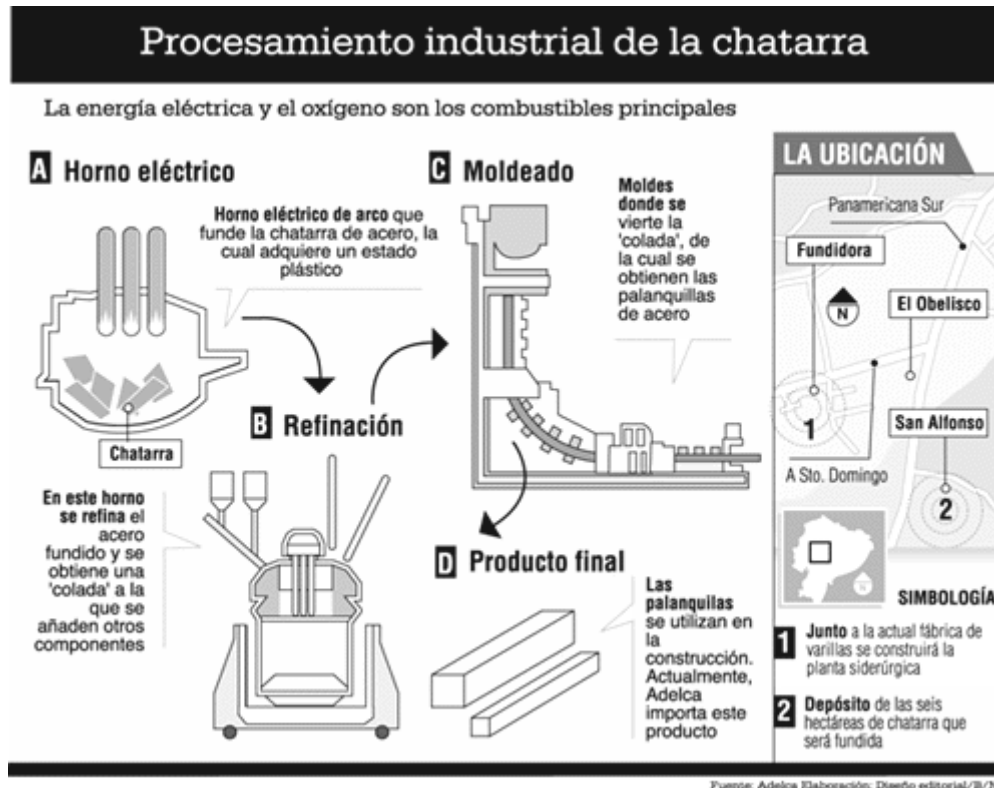 Procesamiento industrial de la chatarra
La energía eléctrica y el oxígeno son los combustibles principales
A Horno eléctrico
Horno eléctrico de arco que
funde la chatarra de acero, la
cual adquiere un estado
plástico
Chatarra
B Refinación
En este horno
se refina el
acero
fundido y se
obtiene una
'colada' a la
que se
añaden otros
componentes
C Moldeado
Moldes
donde se
vierte la
'colada', de
la cual se
obtienen las
palanquillas
de acero
D Producto final
Las
palanquilas
se utilizan en
la
construcción.
Actualmente,
Adelca
importa este
producto
LA UBICACIÓN
Panamericana Sur
Fundidora
N
El Obelisco
1
San Alfonso
A Sto. Domingo
2
N
SIMBOLOGÍA
1 Junto a la actual fábrica de
varillas se construirá la
planta siderúrgica
2 Depósito de las seis
hectáreas de chatarra que
será fundida
Fuente: Adelca Elaboración: Diseño editorial/B/N